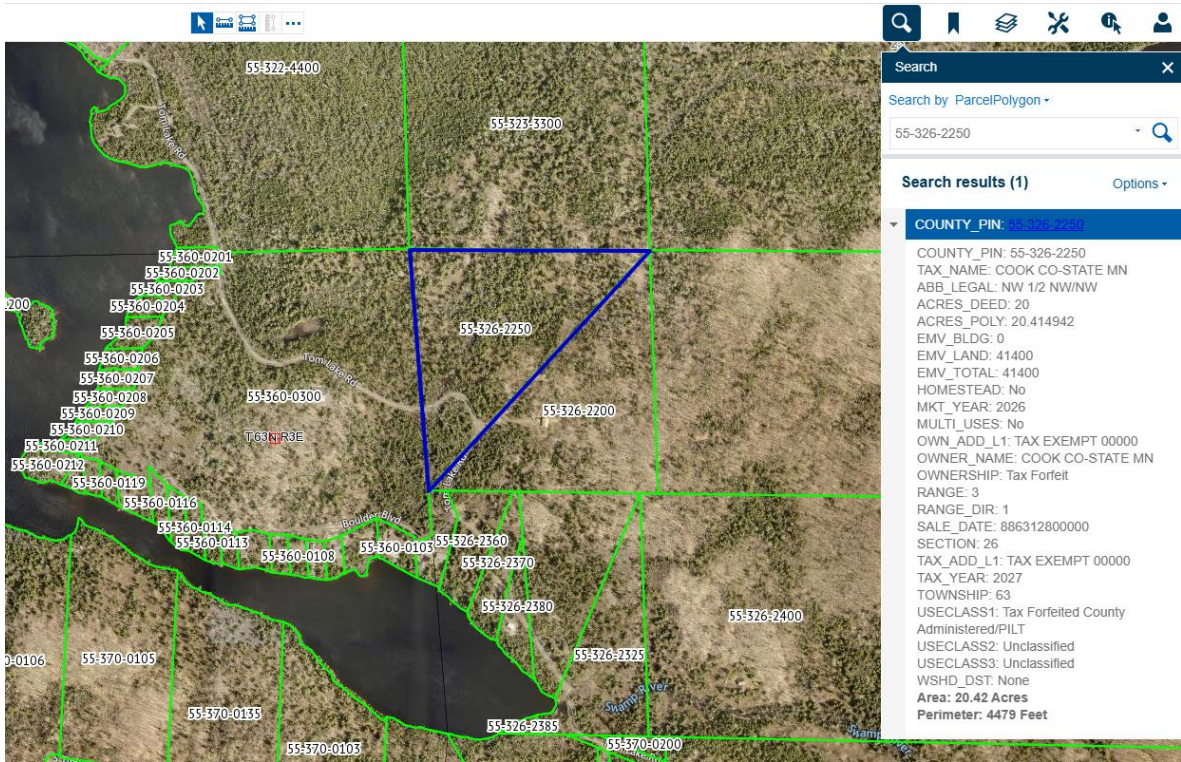 Search
Search by ParcelPolygon
55-326-2250
Search results (1)
Options
COUNTY_PIN: 55-326-2250
COUNTY_PIN: 55-326-2250
TAX_NAME: COOK CO-STATE MN
ABB_LEGAL: NW 1/2 NW/NW
ACRES_DEED: 20
ACRES_POLY: 20.414942
EMV_BLDG: 0
EMV_LAND: 41400
EMV_TOTAL: 41400
HOMESTEAD: No
MKT_YEAR: 2026
MULTI_USES: No
OWN_ADD_L1: TAX EXEMPT 00000
OWNER_NAME: COOK CO-STATE MN
OWNERSHIP: Tax Forfeit
RANGE: 3
RANGE_DIR: 1
SALE_DATE: 886312800000
SECTION: 26
TAX_ADD_L1: TAX EXEMPT 00000
TAX_YEAR: 2027
TOWNSHIP: 63
USECLASS1: Tax Forfeited County
Administered/PILT
USECLASS2: Unclassified
USECLASS3: Unclassified
WSHD_DST: None
Area: 20.42 Acres
Perimeter: 4479 Feet
55-322-4400
55-323-3300
Tom Lake Rd
55-360-0201
55-360-0202
55-360-0203
55-360-0204
55-360-0205
55-360-0206
55-360-0207
55-360-0208
55-360-0209
55-360-0210
55-360-0211
55-360-0212
55-360-0119
55-360-0116
55-360-0114
55-360-0113
55-360-0108
55-360-0103
55-360-0300
T 63N R3E
Tom Lake Rd
55-326-2250
55-326-2200
Boulder Blvd
55-326-2360
55-326-2370
55-326-2380
55-326-2325
55-326-2400
55-326-2385
Swamp River
55-370-0105
55-370-0135
55-370-0103
55-370-0200